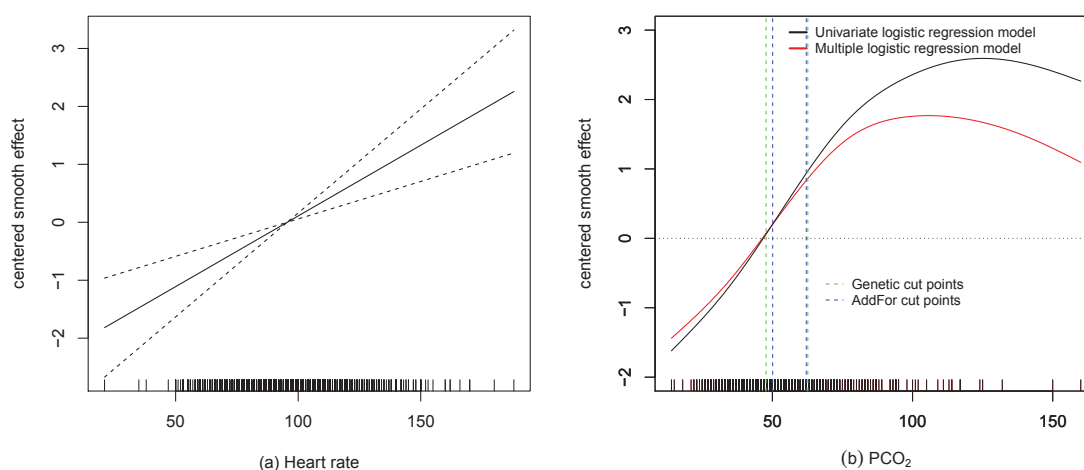 centered smooth effect
3
2
1
0
−1
−2
50
100
150
(a) Heart rate
centered smooth effect
3
2
1
0
−1
−2
Univariate logistic regression model
Multiple logistic regression model
Genetic cut points
AddFor cut points
50
100
150
(b) PCO₂